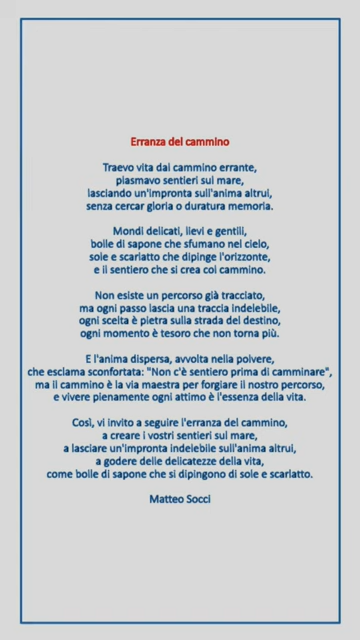 Erranza del cammino
Traevo vita dal cammino errante,
plasmavo sentieri sul mare,
lasciando un'impronta sull'anima altrui,
senza cercar gloria o duratura memoria.
Mondi delicati, lievi e gentili,
bolle di sapone che sfumano nel cielo,
sole e scarlatto che dipinge l'orizzonte,
e il sentiero che si crea col cammino.
Non esiste un percorso già tracciato,
ma ogni passo lascia una traccia indelebile,
ogni scelta è pietra sulla strada del destino,
ogni momento è tesoro che non torna più.
E l'anima dispersa, avvolta nella polvere,
che esclama sconfortata: "Non c'è sentiero prima di camminare",
ma il cammino è la via maestra per forgiare il nostro percorso,
e vivere pienamente ogni attimo è l'essenza della vita.
Così, vi invito a seguire l'erranza del cammino,
a creare i vostri sentieri sul mare,
a lasciare un'impronta indelebile sull'anima altrui,
a godere delle delicatezze della vita,
come bolle di sapone che si dipingono di sole e scarlatto.
Matteo Socci